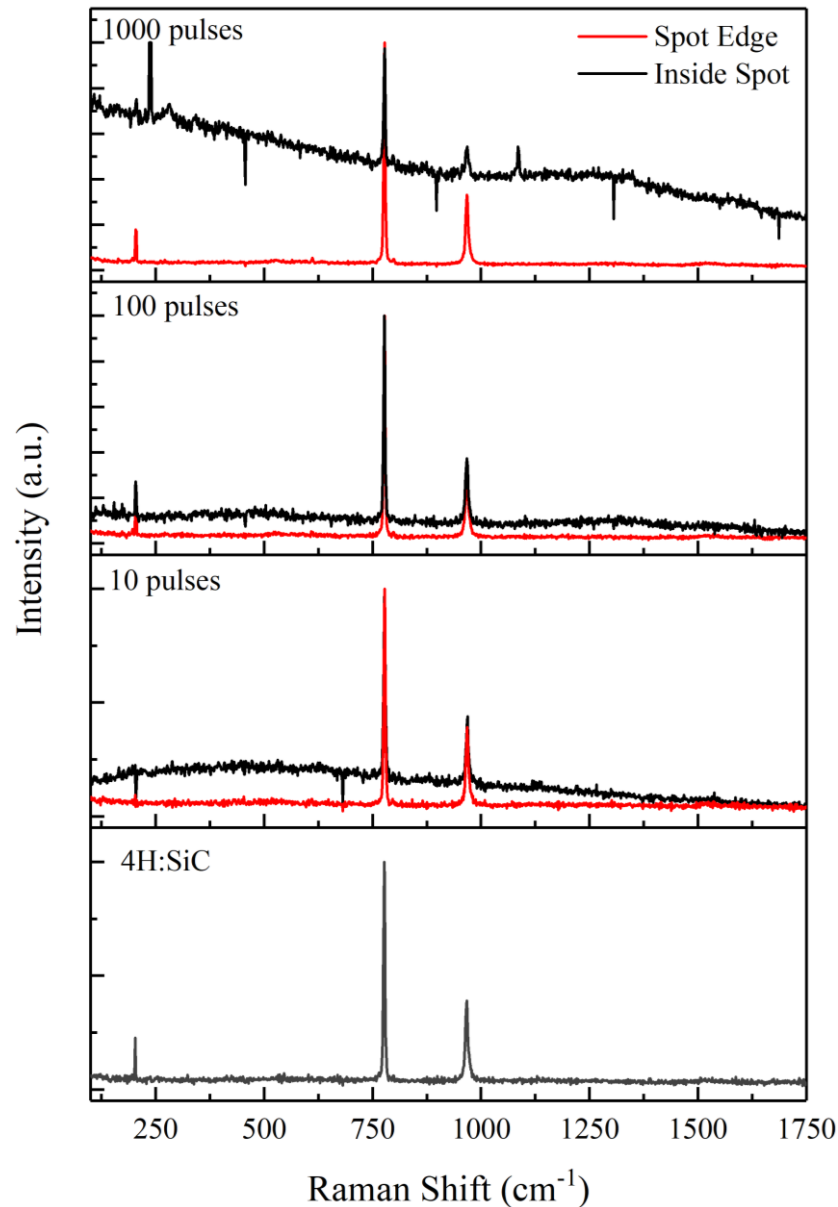 1000 pulses
Spot Edge
Inside Spot
100 pulses
10 pulses
4H:SiC
Intensity (a.u.)
250 500 750 1000 1250 1500 1750
Raman Shift (cm⁻¹)